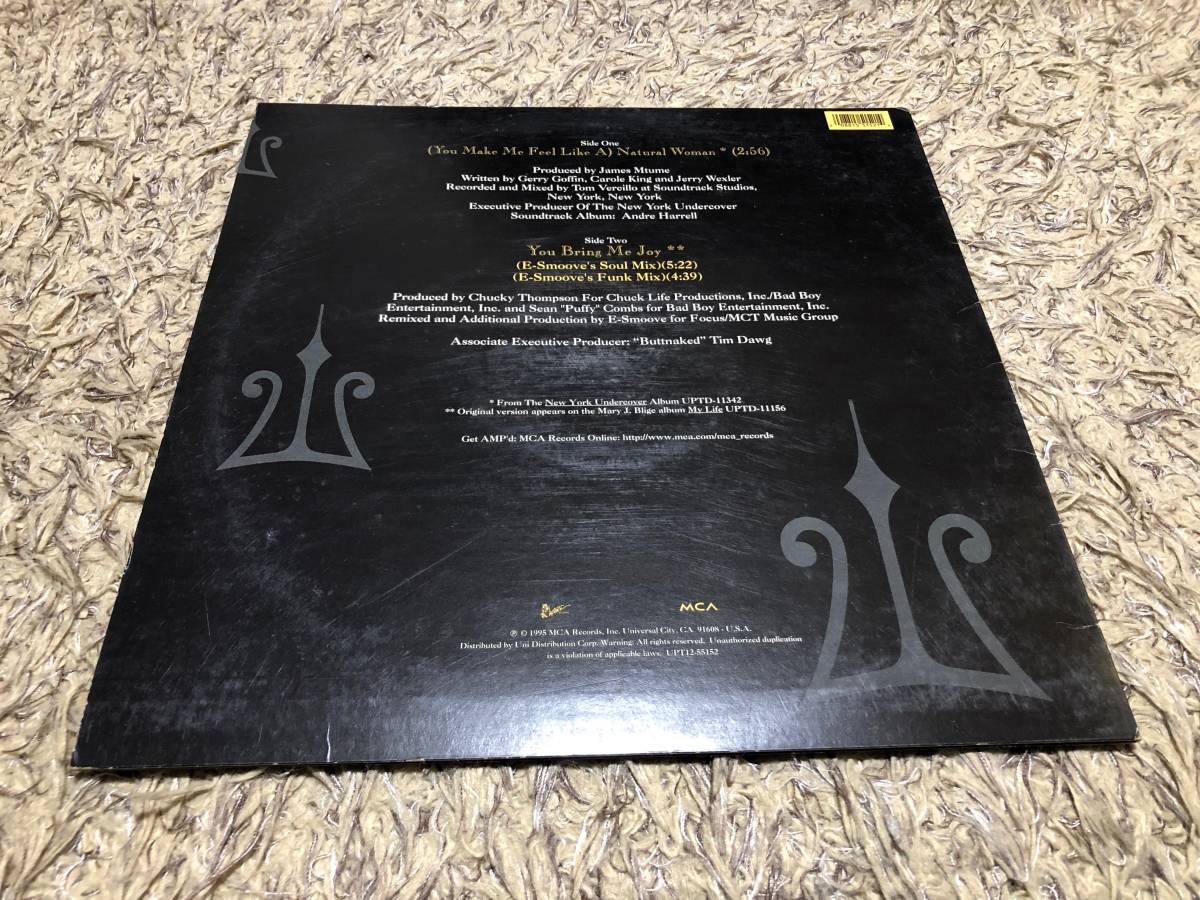 Side One
(You Make Me Feel Like A) Natural Woman * (2:56)
Produced by James Mtume
Written by Gerry Goffin, Carole King and Jerry Wexler
Recorded and Mixed by Tom Vercillo at Soundtrack Studios,
New York, New York
Executive Producer Of The New York Undercover
Soundtrack Album: Andre Harrell
Side Two
You Bring Me Joy **
(E-Smoove's Soul Mix)(5:22)
(E-Smoove's Funk Mix)(4:39)
Produced by Chucky Thompson For Chuck Life Productions, Inc./Bad Boy
Entertainment, Inc. and Sean "Puffy" Combs for Bad Boy Entertainment, Inc.
Remixed and Additional Production by E-Smoove for Focus/MCT Music Group
Associate Executive Producer: “Buttnaked” Tim Dawg
* From The New York Undercover Album UPTD-11342
** Original version appears on the Mary J. Blige album My Life UPTD-11156
Get AMP'd: MCA Records Online: http://www.mca.com/mca_records
MCA
℗ © 1995 MCA Records, Inc. Universal City, CA. 91608 - U.S.A.
Distributed by Uni Distribution Corp. Warning: All rights reserved. Unauthorized duplication
is a violation of applicable laws. UPT12-55152